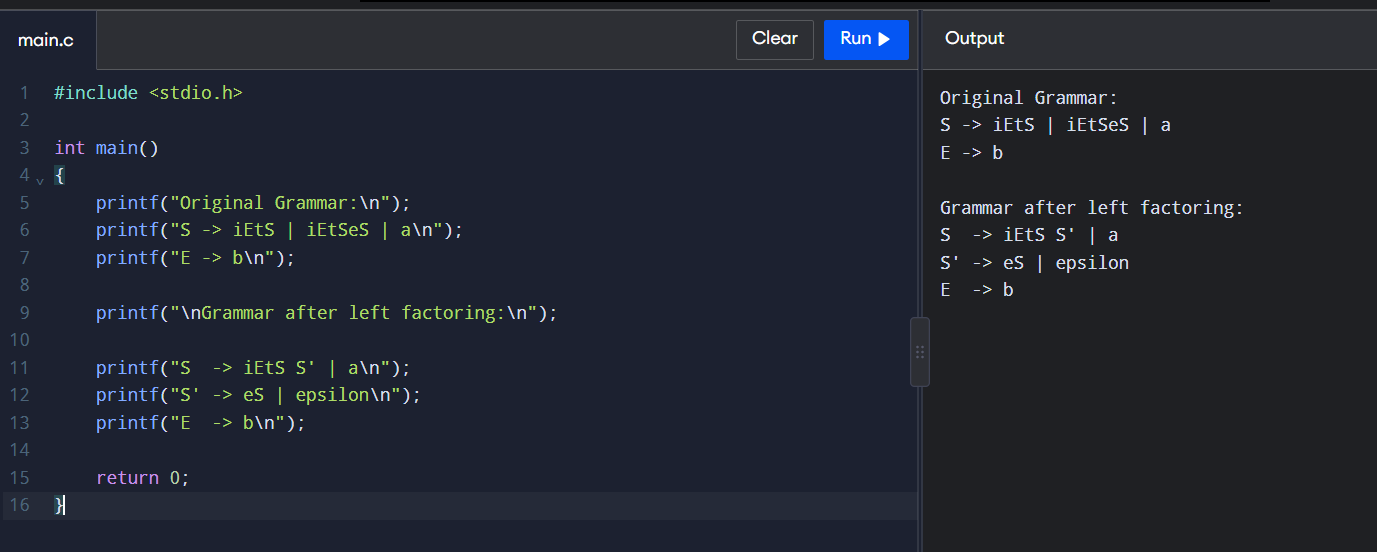 main.c
Clear
Run
Output
1 #include <stdio.h>
2
3 int main()
4 {
5     printf("Original Grammar:\n");
6     printf("S -> iEtS | iEtSeS | a\n");
7     printf("E -> b\n");
8
9     printf("\nGrammar after left factoring:\n");
10
11     printf("S  -> iEtS S' | a\n");
12     printf("S' -> eS | epsilon\n");
13     printf("E  -> b\n");
14
15     return 0;
16 }
Original Grammar:
S -> iEtS | iEtSeS | a
E -> b

Grammar after left factoring:
S  -> iEtS S' | a
S' -> eS | epsilon
E  -> b